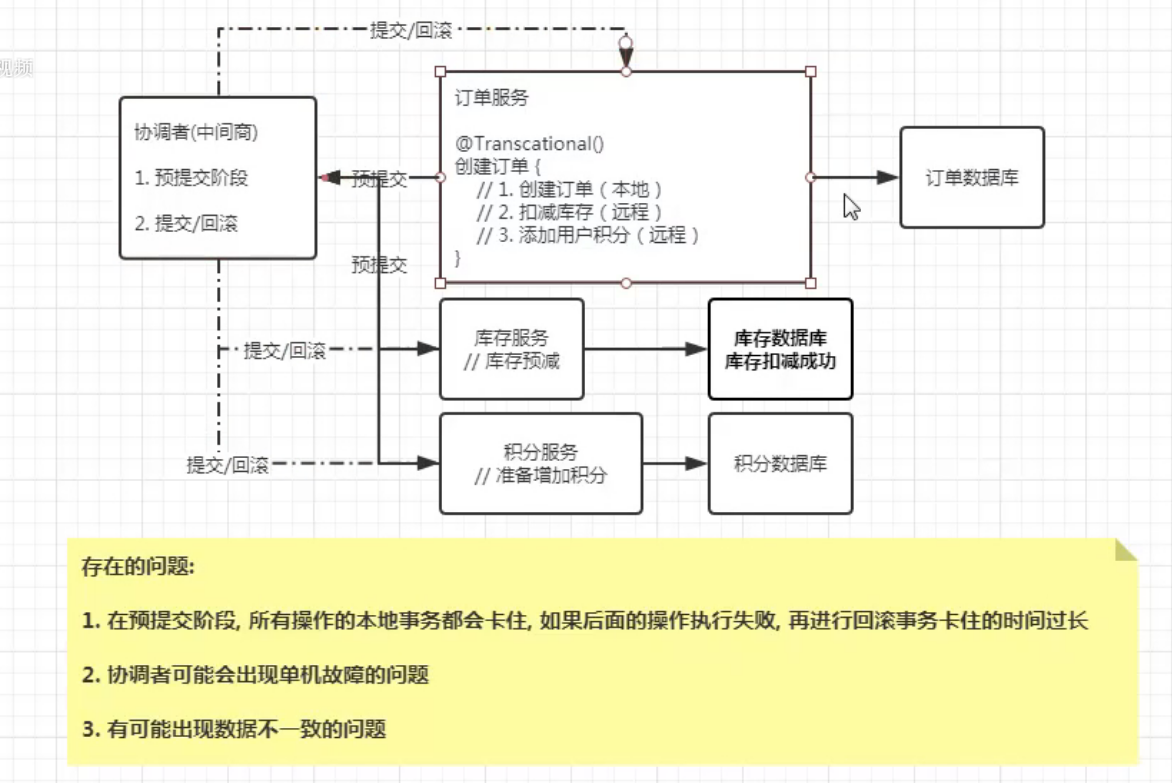 提交/回滚
视频
协调者(中间商)
1. 预提交阶段
2. 提交/回滚
预提交
预提交
订单服务
@Transcational()
创建订单 {
// 1. 创建订单（本地）
// 2. 扣减库存（远程）
// 3. 添加用户积分（远程）
}
订单数据库
提交/回滚
库存服务
// 库存预减
库存数据库
库存扣减成功
提交/回滚
积分服务
// 准备增加积分
积分数据库
存在的问题:
1. 在预提交阶段, 所有操作的本地事务都会卡住, 如果后面的操作执行失败, 再进行回滚事务卡住的时间过长
2. 协调者可能会出现单机故障的问题
3. 有可能出现数据不一致的问题